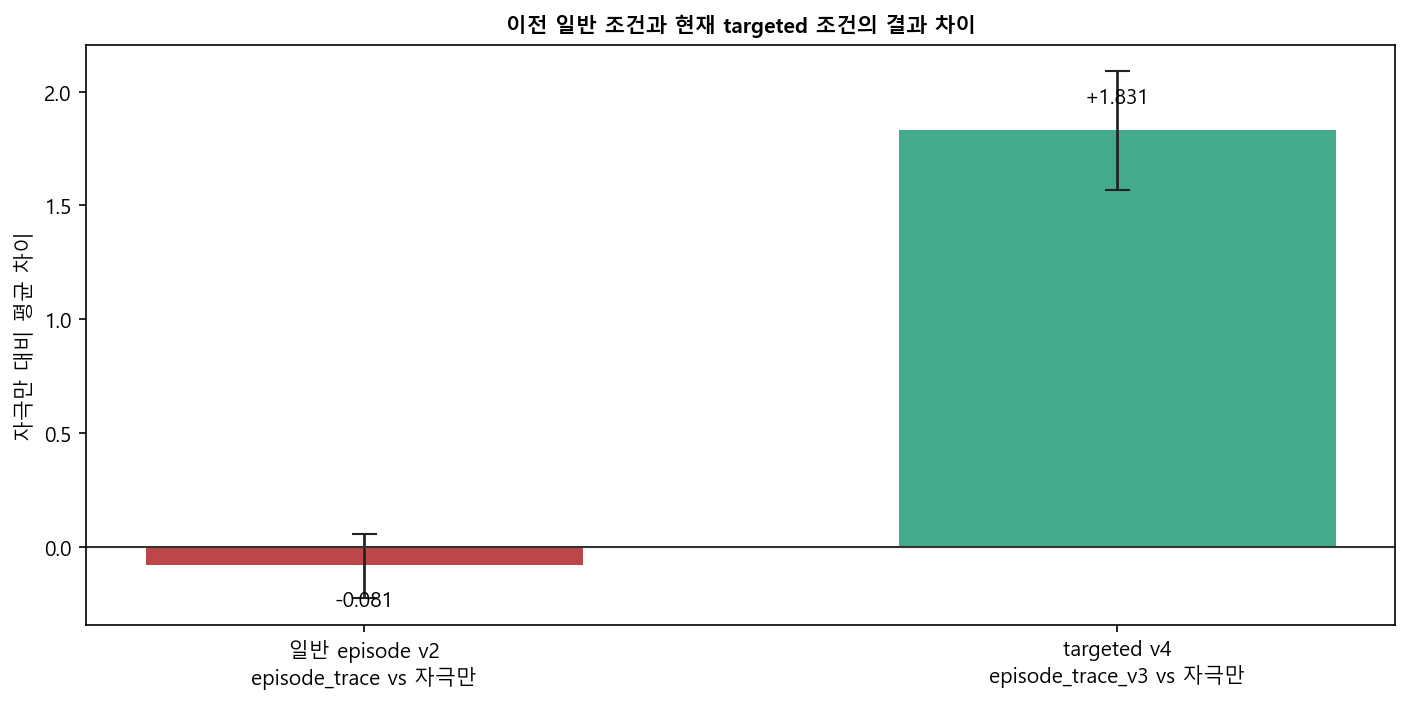 이전 일반 조건과 현재 targeted 조건의 결과 차이
자극만 대비 평균 차이
2.0
1.5
1.0
0.5
0.0
+1.831
-0.081
일반 episode v2
episode_trace vs 자극만
targeted v4
episode_trace_v3 vs 자극만